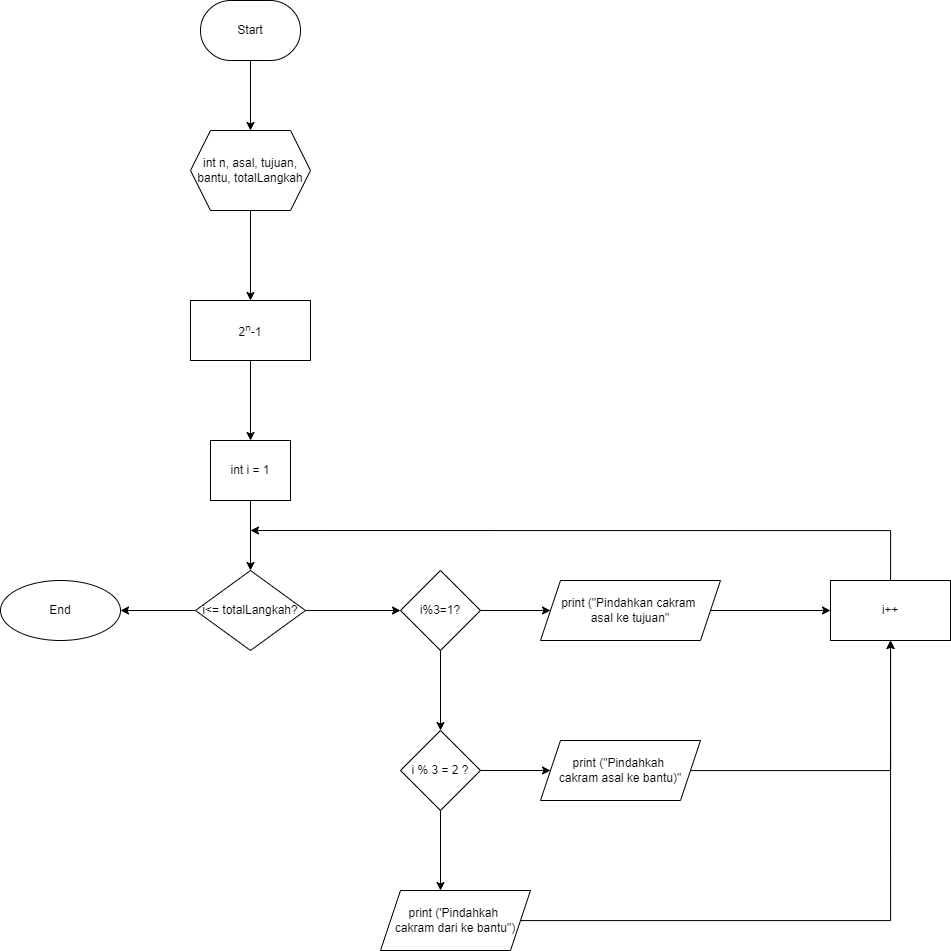 Start
int n, asal, tujuan,
bantu, totalLangkah
2ⁿ-1
int i = 1
End
i<= totalLangkah?
i%3=1?
print ("Pindahkan cakram
asal ke tujuan"
i++
i % 3 = 2 ?
print ("Pindahkah
cakram asal ke bantu)"
print ('Pindahkah
cakram dari ke bantu")